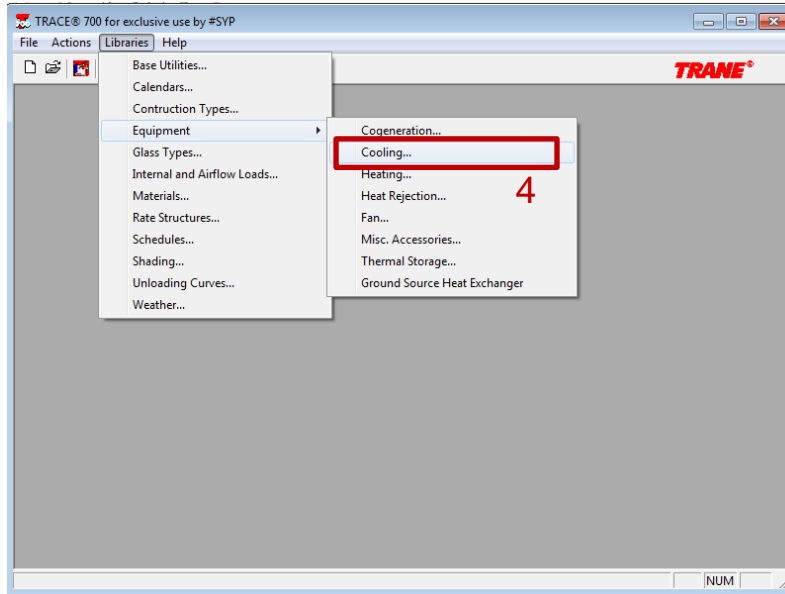 TRACE® 700 for exclusive use by #SYP
File Actions Libraries Help
TRANE®
Base Utilities...
Calendars...
Contruction Types...
Equipment
Glass Types...
Internal and Airflow Loads...
Materials...
Rate Structures...
Schedules...
Shading...
Unloading Curves...
Weather...
Cogeneration...
Cooling...
Heating...
Heat Rejection...
Fan...
Misc. Accessories...
Thermal Storage...
Ground Source Heat Exchanger
4
NUM